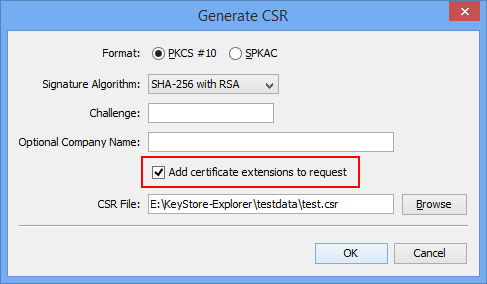 Generate CSR
Format: PKCS #10 SPKAC
Signature Algorithm: SHA-256 with RSA
Challenge:
Optional Company Name:
Add certificate extensions to request
CSR File: E:\KeyStore-Explorer\testdata\test.csr Browse
OK Cancel